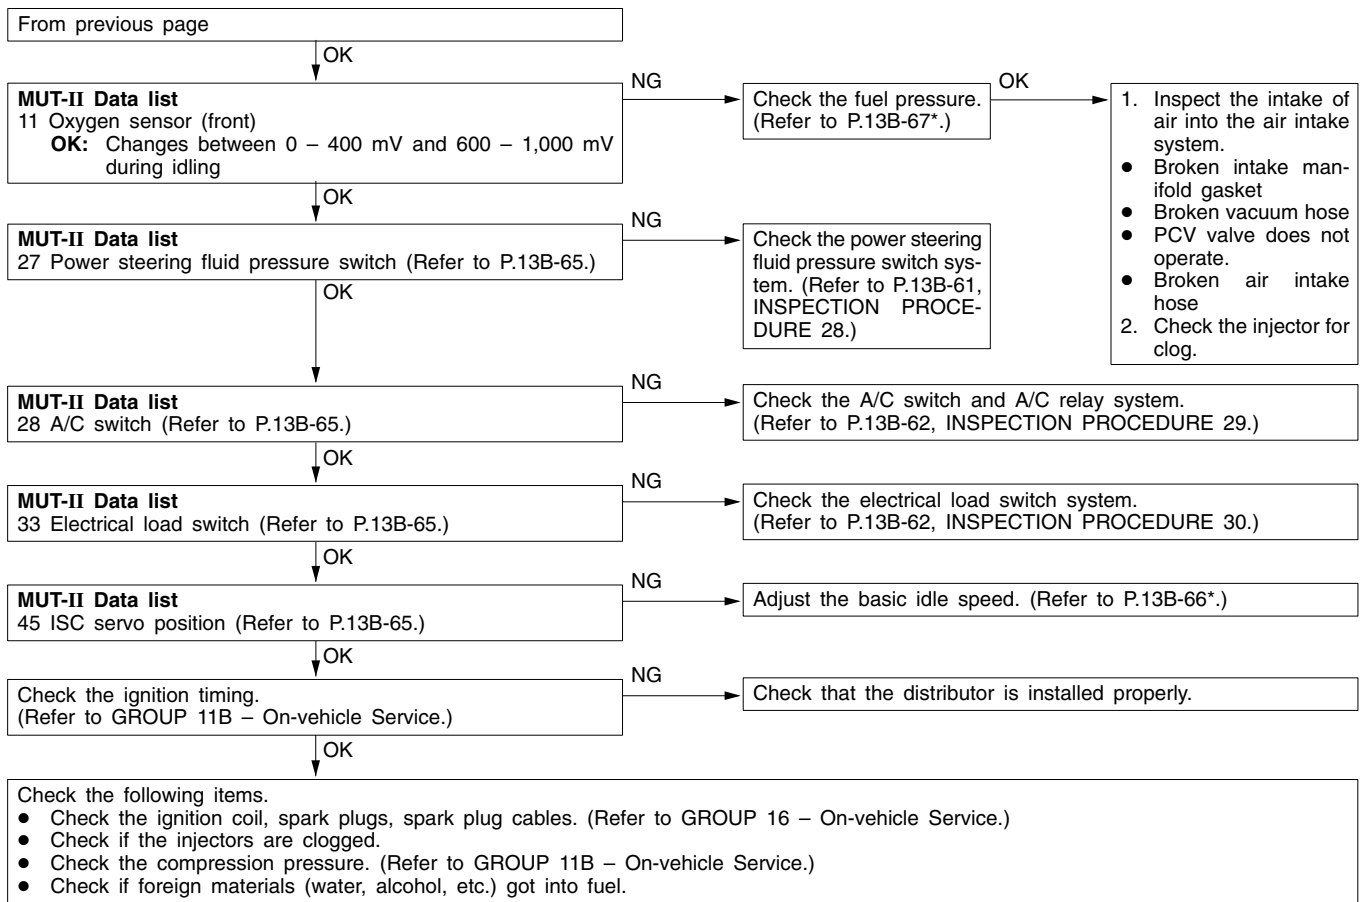 From previous page
OK
MUT-II Data list
11 Oxygen sensor (front)
OK: Changes between 0 – 400 mV and 600 – 1,000 mV
during idling
NG
Check the fuel pressure.
(Refer to P.13B-67*.)
OK
1. Inspect the intake of
air into the air intake
system.
● Broken intake man-
ifold gasket
● Broken vacuum hose
● PCV valve does not
operate.
● Broken air intake
hose
2. Check the injector for
clog.
OK
MUT-II Data list
27 Power steering fluid pressure switch (Refer to P.13B-65.)
NG
Check the power steering
fluid pressure switch sys-
tem. (Refer to P.13B-61,
INSPECTION PROCE-
DURE 28.)
OK
MUT-II Data list
28 A/C switch (Refer to P.13B-65.)
NG
Check the A/C switch and A/C relay system.
(Refer to P.13B-62, INSPECTION PROCEDURE 29.)
OK
MUT-II Data list
33 Electrical load switch (Refer to P.13B-65.)
NG
Check the electrical load switch system.
(Refer to P.13B-62, INSPECTION PROCEDURE 30.)
OK
MUT-II Data list
45 ISC servo position (Refer to P.13B-65.)
NG
Adjust the basic idle speed. (Refer to P.13B-66*.)
OK
Check the ignition timing.
(Refer to GROUP 11B – On-vehicle Service.)
NG
Check that the distributor is installed properly.
OK
Check the following items.
● Check the ignition coil, spark plugs, spark plug cables. (Refer to GROUP 16 – On-vehicle Service.)
● Check if the injectors are clogged.
● Check the compression pressure. (Refer to GROUP 11B – On-vehicle Service.)
● Check if foreign materials (water, alcohol, etc.) got into fuel.